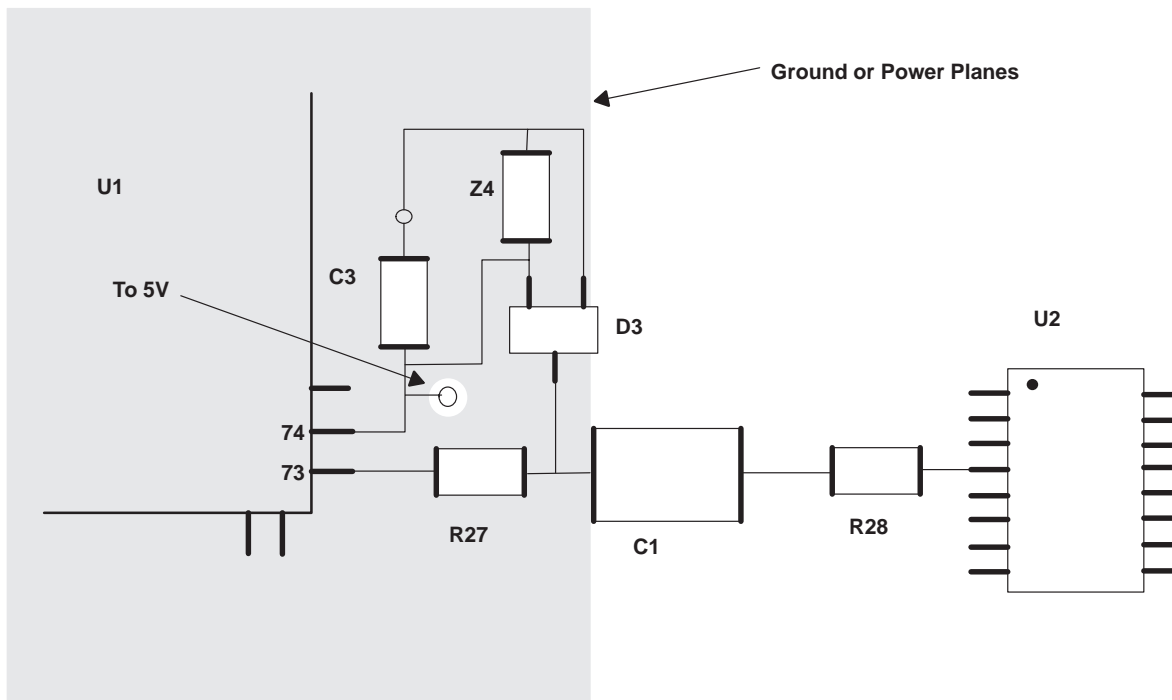 Ground or Power Planes
U1
Z4
C3
To 5V
D3
U2
74
73
R27
C1
R28